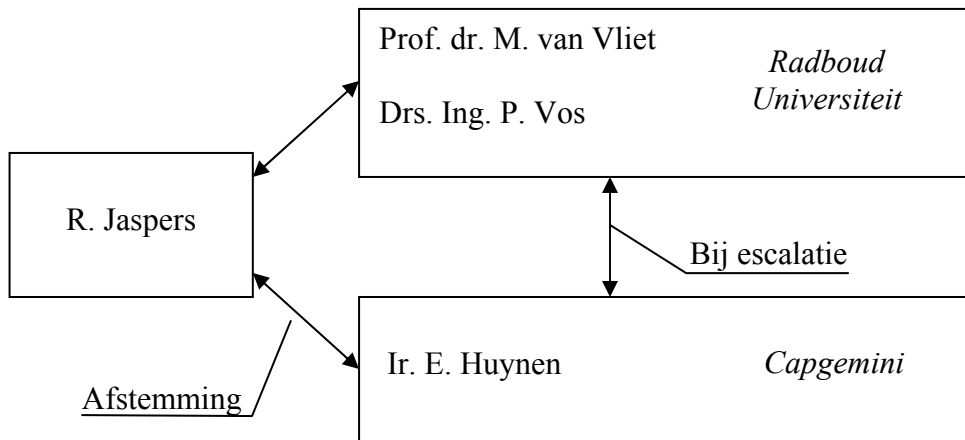 Prof. dr. M. van Vliet
Drs. Ing. P. Vos
Radboud
Universiteit
R. Jaspers
Bij escalatie
Ir. E. Huynen
Capgemini
Afstemming